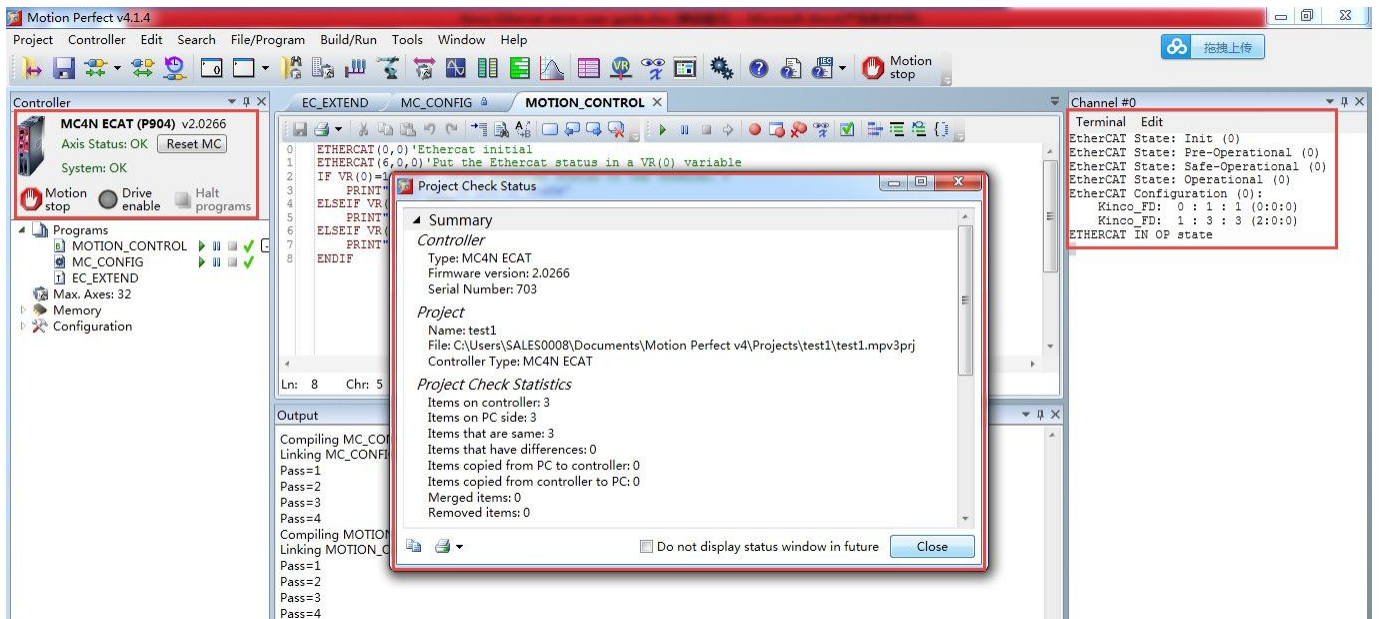 Motion Perfect v4.1.4
Project Controller Edit Search File/Program Build/Run Tools Window Help
拖拽上传
Motion stop
Controller
MC4N ECAT (P904) v2.0266
Axis Status: OK Reset MC
System: OK
Motion stop Drive enable Halt programs
Programs
MOTION_CONTROL
MC_CONFIG
EC_EXTEND
Max. Axes: 32
Memory
Configuration
EC_EXTEND MC_CONFIG MOTION_CONTROL
0 ETHERCAT(0,0)'Ethercat initial
1 ETHERCAT(6,0,0)'Put the Ethercat status in a VR(0) variable
2 IF VR(0)=1
3 PRINT"
4 ELSEIF VR(
5 PRINT"
6 ELSEIF VR(
7 PRINT"
8 ENDIF
Ln: 8 Chr: 5
Project Check Status
Summary
Controller
Type: MC4N ECAT
Firmware version: 2.0266
Serial Number: 703
Project
Name: test1
File: C:\Users\SALES0008\Documents\Motion Perfect v4\Projects\test1\test1.mpv3prj
Controller Type: MC4N ECAT
Project Check Statistics
Items on controller: 3
Items on PC side: 3
Items that are same: 3
Items that have differences: 0
Items copied from PC to controller: 0
Items copied from controller to PC: 0
Merged items: 0
Removed items: 0
Do not display status window in future Close
Output
Compiling MC_CO
Linking MC_CONFI
Pass=1
Pass=2
Pass=3
Pass=4
Compiling MOTION
Linking MOTION_C
Pass=1
Pass=2
Pass=3
Pass=4
Channel #0
Terminal Edit
EtherCAT State: Init (0)
EtherCAT State: Pre-Operational (0)
EtherCAT State: Safe-Operational (0)
EtherCAT State: Operational (0)
EtherCAT Configuration (0):
Kinco_FD: 0 : 1 : 1 (0:0:0)
Kinco_FD: 1 : 3 : 3 (2:0:0)
ETHERCAT IN OP state